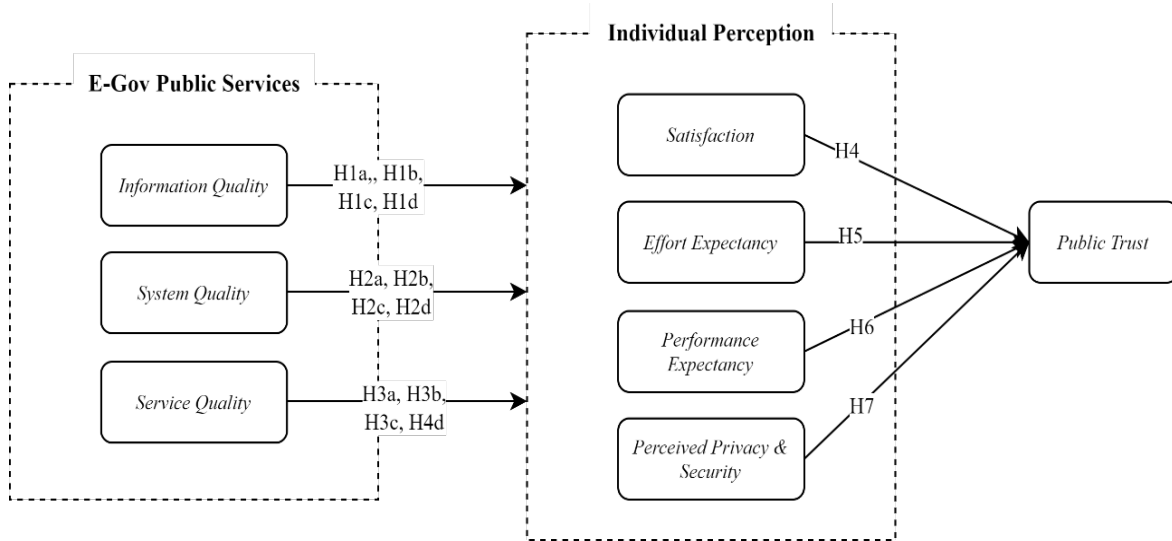 Individual Perception
E-Gov Public Services
Information Quality
H1a,, H1b,
H1c, H1d
System Quality
H2a, H2b,
H2c, H2d
Service Quality
H3a, H3b,
H3c, H4d
Satisfaction
H4
Effort Expectancy
H5
Performance
Expectancy
H6
Perceived Privacy &
Security
H7
Public Trust